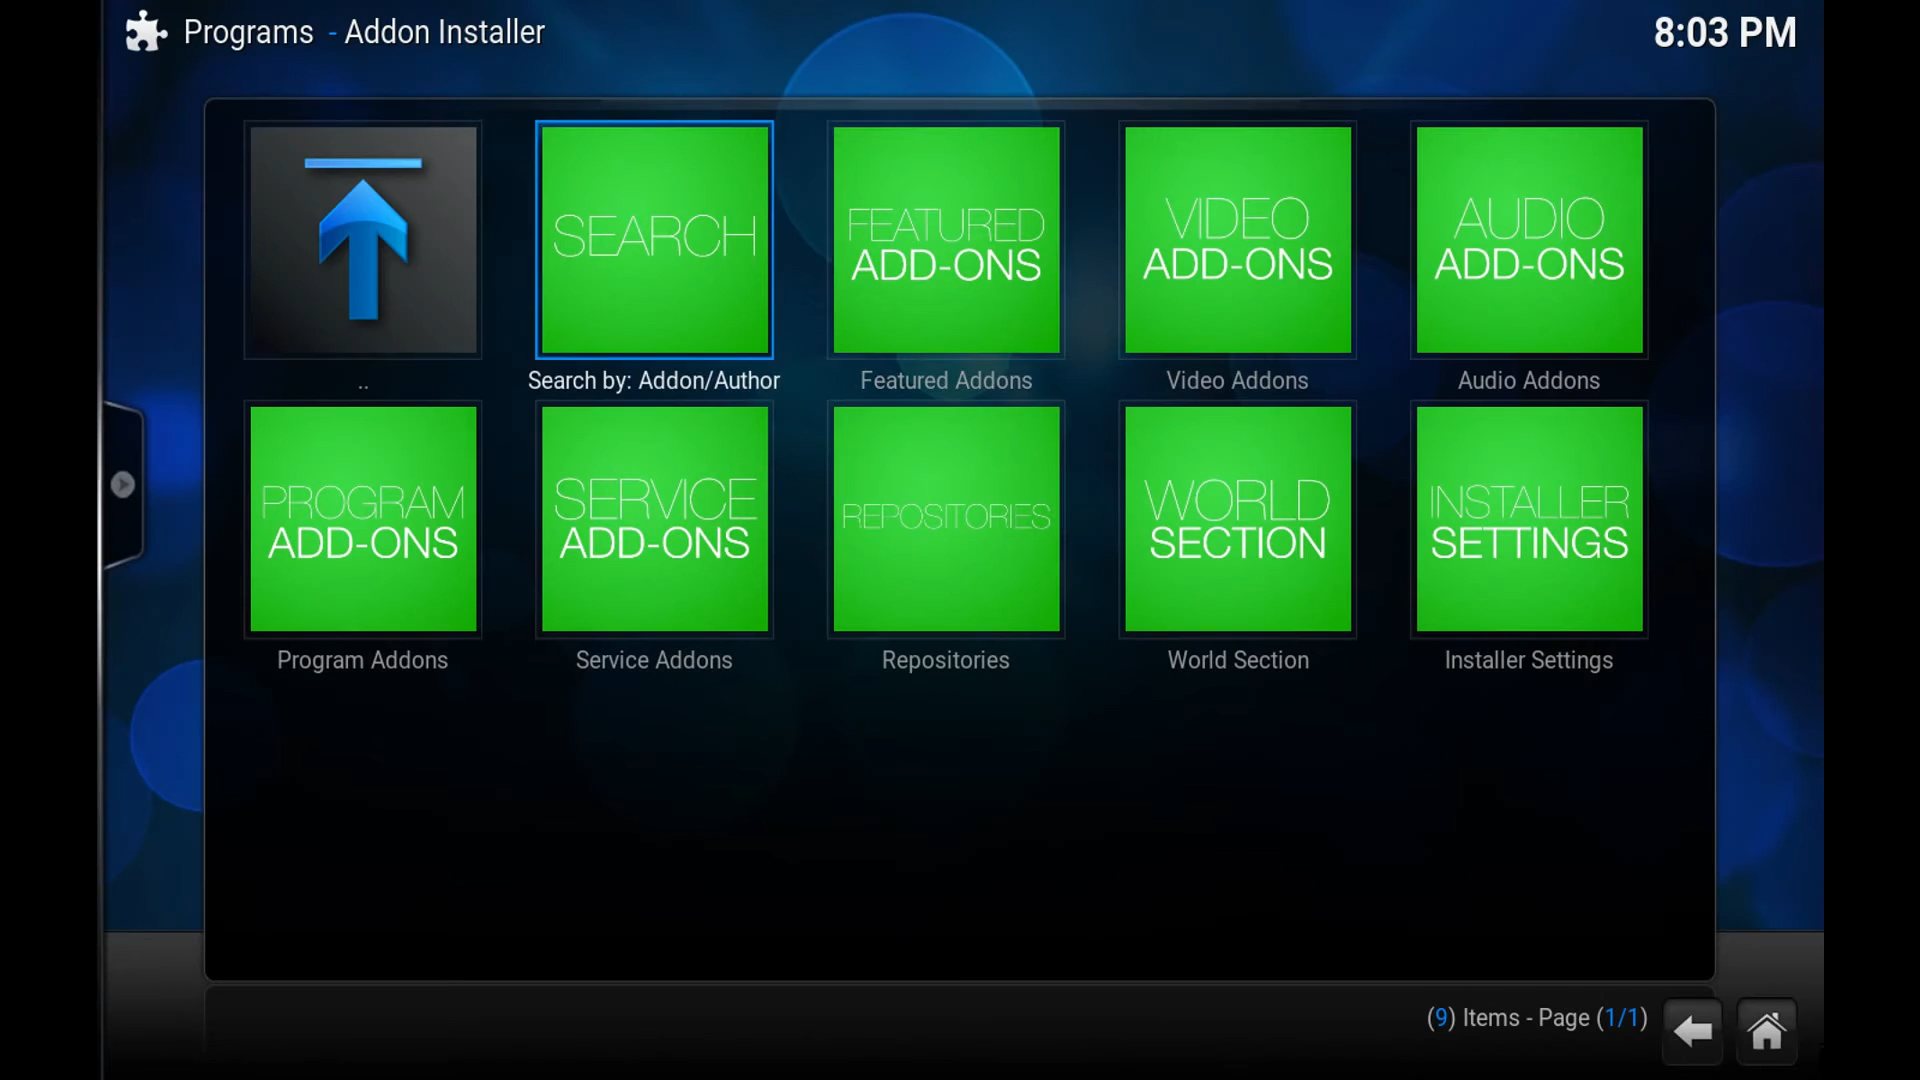 Programs - Addon Installer
8:03 PM
SEARCH
FEATURED
ADD-ONS
VIDEO
ADD-ONS
AUDIO
ADD-ONS
..
Search by: Addon/Author
Featured Addons
Video Addons
Audio Addons
PROGRAM
ADD-ONS
SERVICE
ADD-ONS
REPOSITORIES
WORLD
SECTION
INSTALLER
SETTINGS
Program Addons
Service Addons
Repositories
World Section
Installer Settings
(9) Items - Page (1/1)